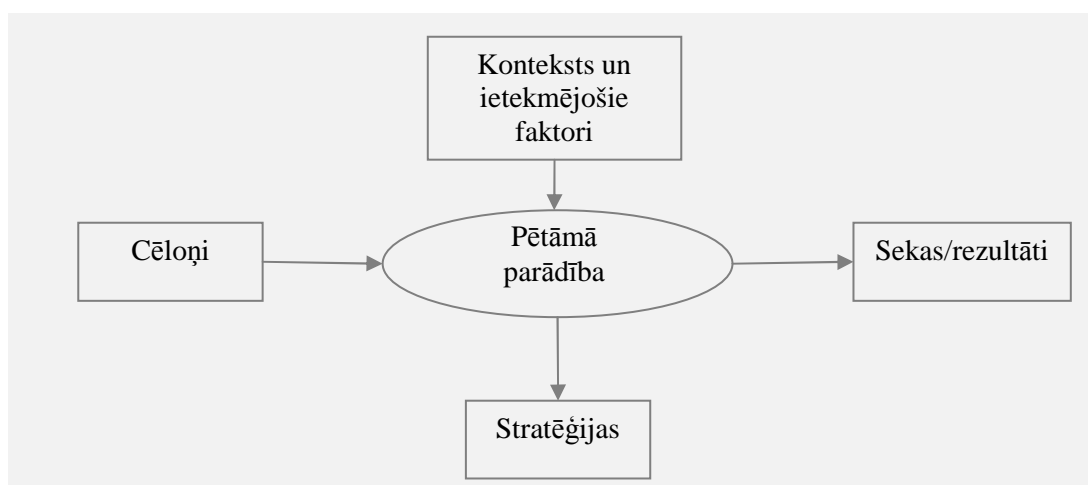 Konteksts un
ietekmējošie
faktori
Cēloņi
Pētāmā
parādība
Sekas/rezultāti
Stratēģijas